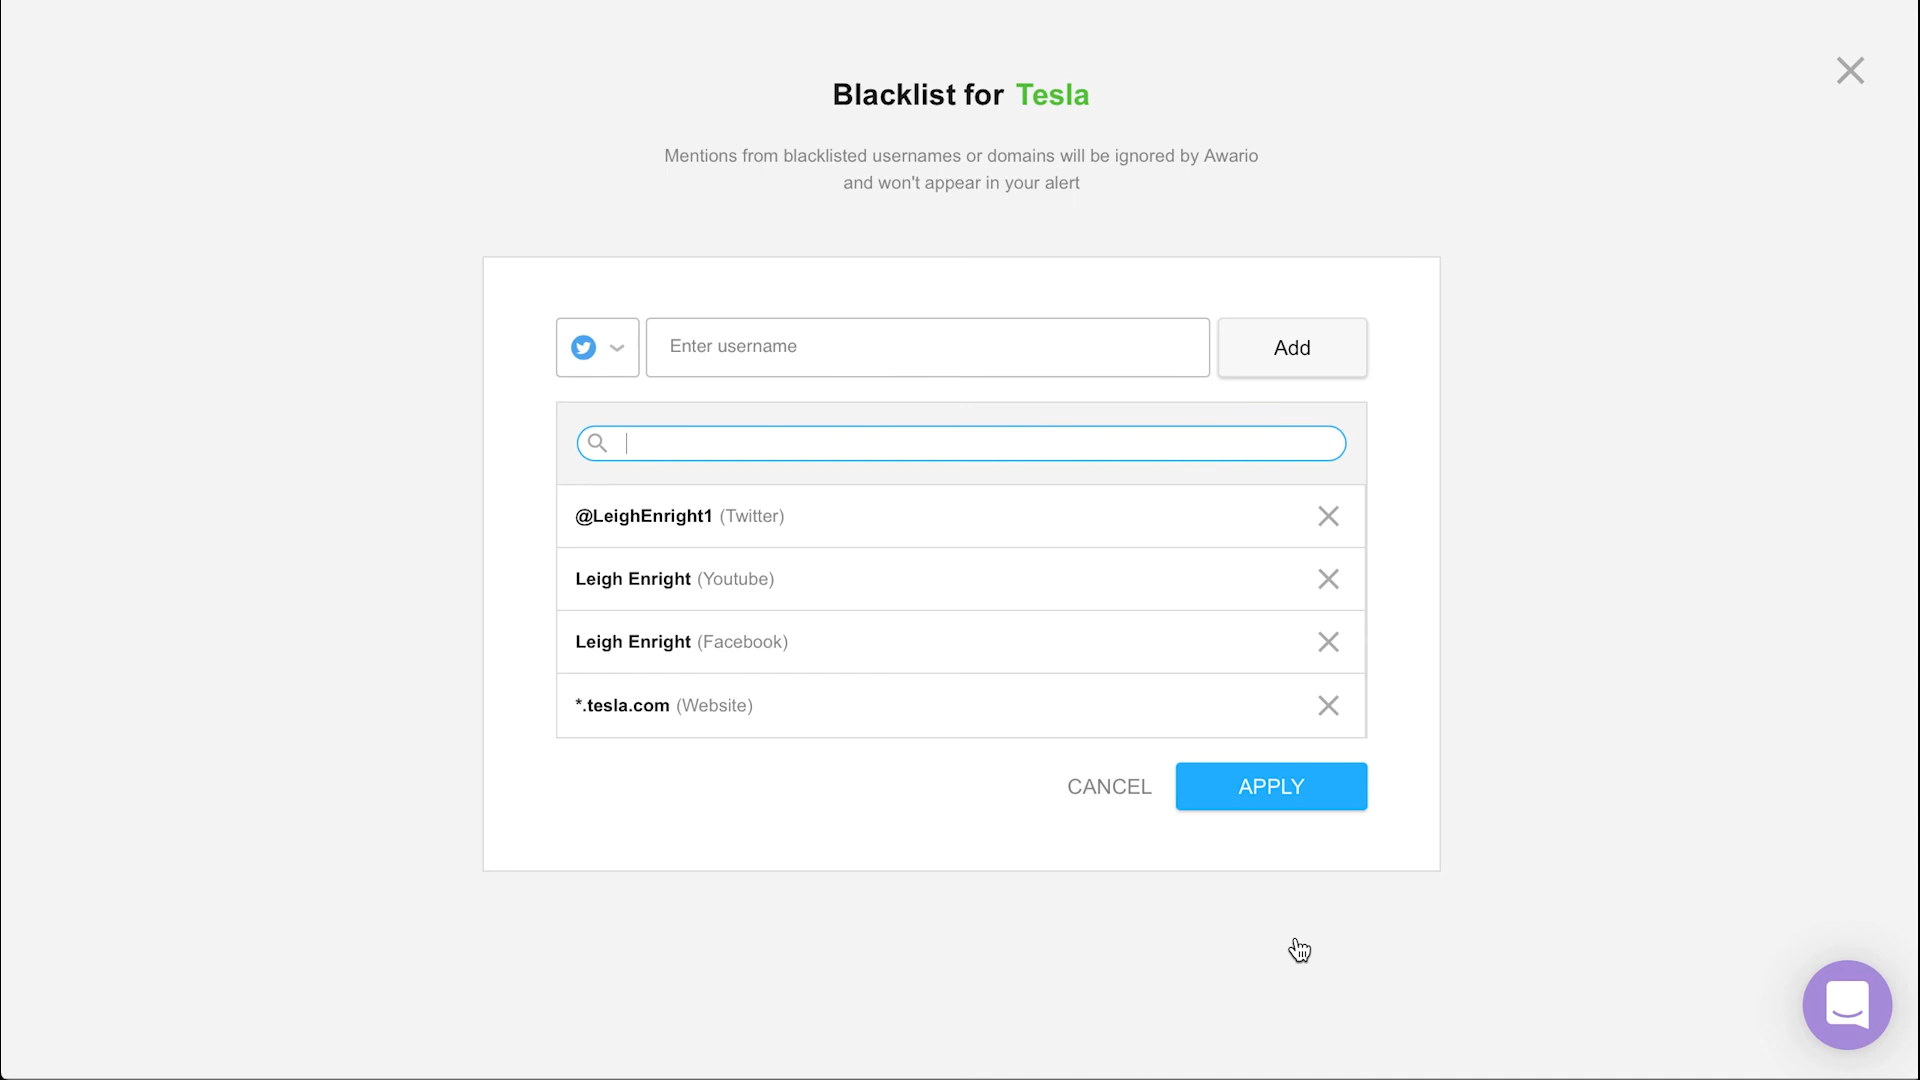 Blacklist for Tesla
Mentions from blacklisted usernames or domains will be ignored by Awario
and won't appear in your alert
Enter username
Add
@LeighEnright1 (Twitter)
Leigh Enright (Youtube)
Leigh Enright (Facebook)
*.tesla.com (Website)
CANCEL
APPLY